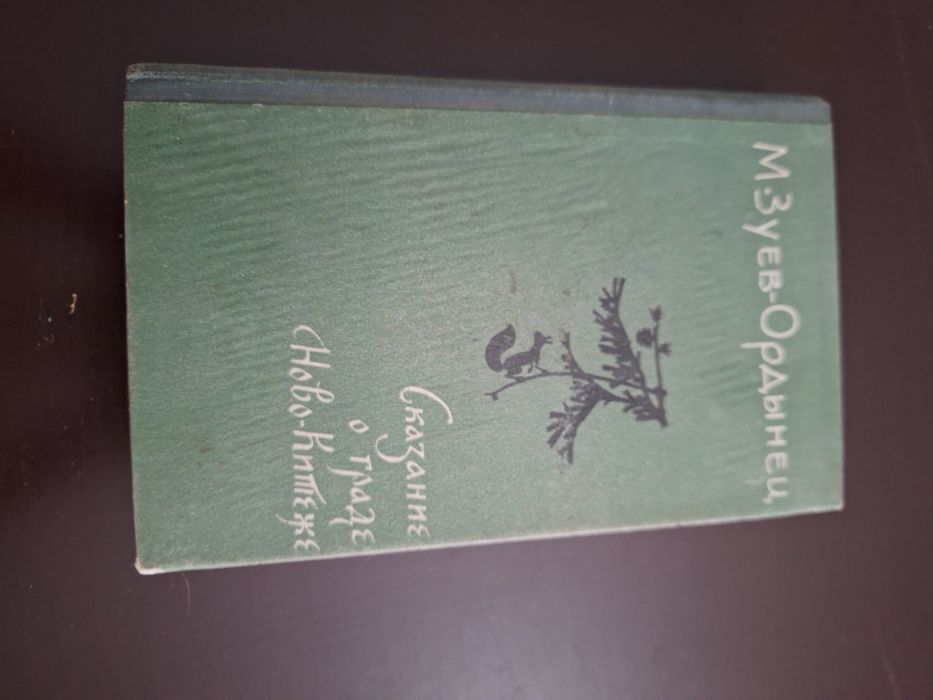 М. Зуев-Ордынец
Сказание
о граде
Ново-Китеже